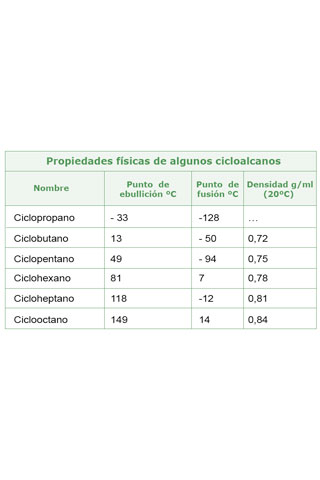 Propiedades físicas de algunos cicloalcanos
Nombre Punto de ebullición ºC Punto de fusión ºC Densidad g/ml (20ºC)
Ciclopropano - 33 -128 ...
Ciclobutano 13 - 50 0,72
Ciclopentano 49 - 94 0,75
Ciclohexano 81 7 0,78
Cicloheptano 118 -12 0,81
Ciclooctano 149 14 0,84